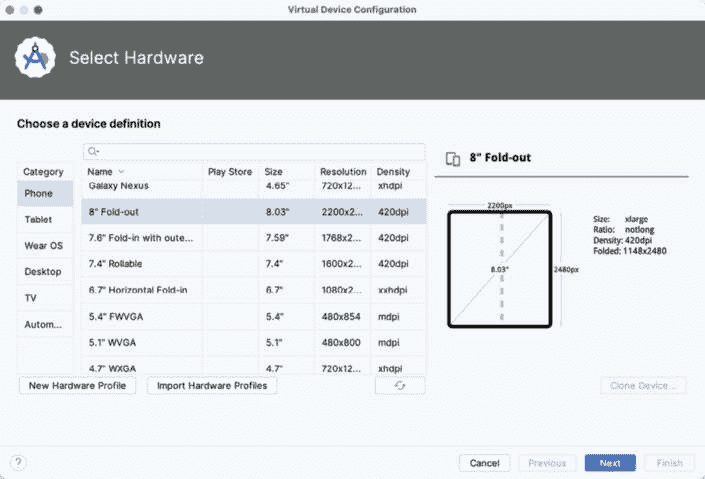 Virtual Device Configuration
Select Hardware
Choose a device definition
Category
Phone
Tablet
Wear OS
Desktop
TV
Autom...
Name Play Store Size Resolution Density
Galaxy Nexus 4.65" 720x12... xhdpi
8" Fold-out 8.03" 2200x2... 420dpi
7.6" Fold-in with oute... 7.59" 1768x2... 420dpi
7.4" Rollable 7.4" 1600x2... 420dpi
6.7" Horizontal Fold-in 6.7" 1080x2... xxhdpi
5.4" FWVGA 5.4" 480x854 mdpi
5.1" WVGA 5.1" 480x800 mdpi
4.7" WXGA 4.7" 720x12... xhdpi
8" Fold-out
2200px
8.03"
2480px
Size: xlarge
Ratio: notlong
Density: 420dpi
Folded: 1148x2480
New Hardware Profile Import Hardware Profiles
Clone Device...
? Cancel Previous Next Finish